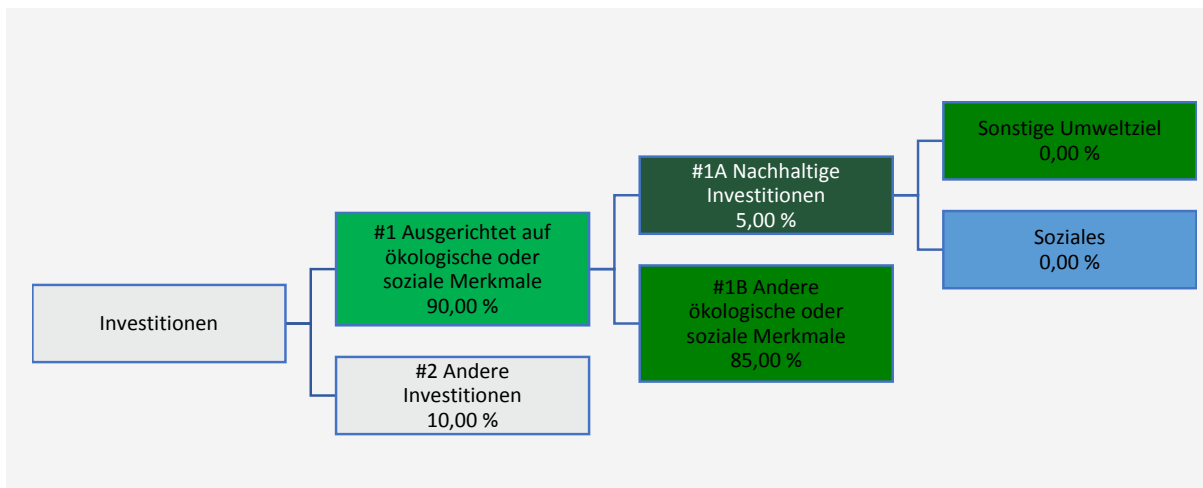 Investitionen
#1 Ausgerichtet auf
ökologische oder
soziale Merkmale
90,00 %
#2 Andere
Investitionen
10,00 %
#1A Nachhaltige
Investitionen
5,00 %
#1B Andere
ökologische oder
soziale Merkmale
85,00 %
Sonstige Umweltziel
0,00 %
Soziales
0,00 %